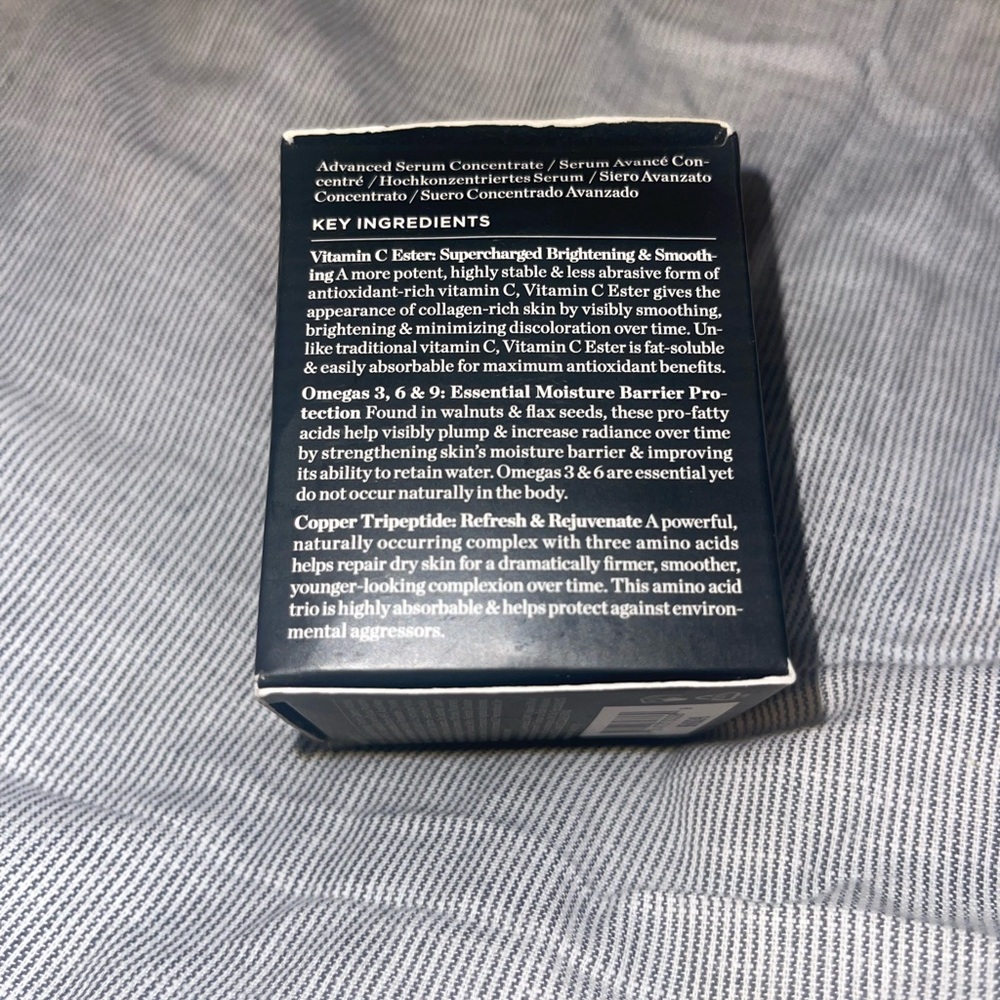 Advanced Serum Concentrate / Serum Avancé Con-
centré / Hochkonzentriertes Serum / Siero Avanzato
Concentrato / Suero Concentrado Avanzado
KEY INGREDIENTS
Vitamin C Ester: Supercharged Brightening & Smooth-
ing A more potent, highly stable & less abrasive form of
antioxidant-rich vitamin C, Vitamin C Ester gives the
appearance of collagen-rich skin by visibly smoothing,
brightening & minimizing discoloration over time. Un-
like traditional vitamin C, Vitamin C Ester is fat-soluble
& easily absorbable for maximum antioxidant benefits.
Omegas 3, 6 & 9: Essential Moisture Barrier Pro-
tection Found in walnuts & flax seeds, these pro-fatty
acids help visibly plump & increase radiance over time
by strengthening skin's moisture barrier & improving
its ability to retain water. Omegas 3 & 6 are essential yet
do not occur naturally in the body.
Copper Tripeptide: Refresh & Rejuvenate A powerful,
naturally occurring complex with three amino acids
helps repair dry skin for a dramatically firmer, smoother,
younger-looking complexion over time. This amino acid
trio is highly absorbable & helps protect against environ-
mental aggressors.